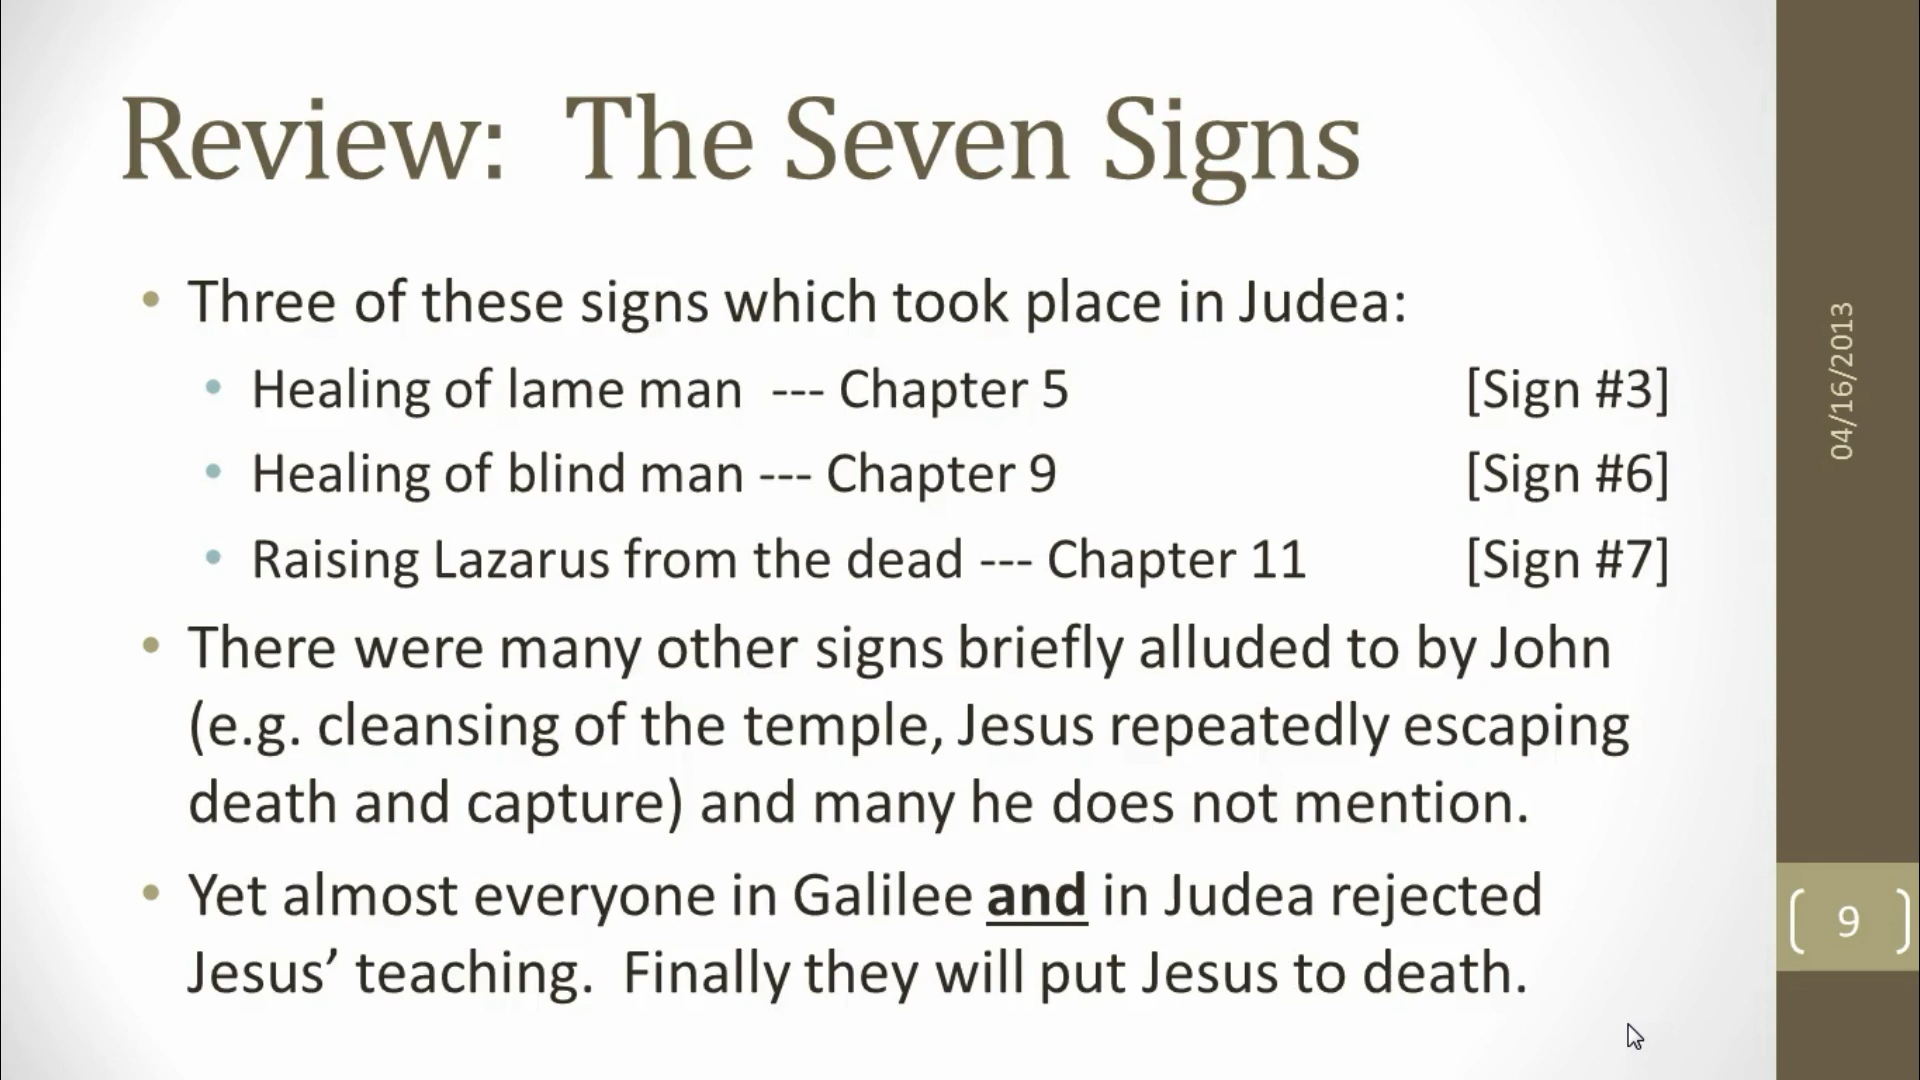 Review:  The Seven Signs
• Three of these signs which took place in Judea:
• Healing of lame man  --- Chapter 5 [Sign #3]
• Healing of blind man --- Chapter 9 [Sign #6]
• Raising Lazarus from the dead --- Chapter 11 [Sign #7]
• There were many other signs briefly alluded to by John
(e.g. cleansing of the temple, Jesus repeatedly escaping
death and capture) and many he does not mention.
• Yet almost everyone in Galilee and in Judea rejected
Jesus’ teaching.  Finally they will put Jesus to death.
04/16/2013
9